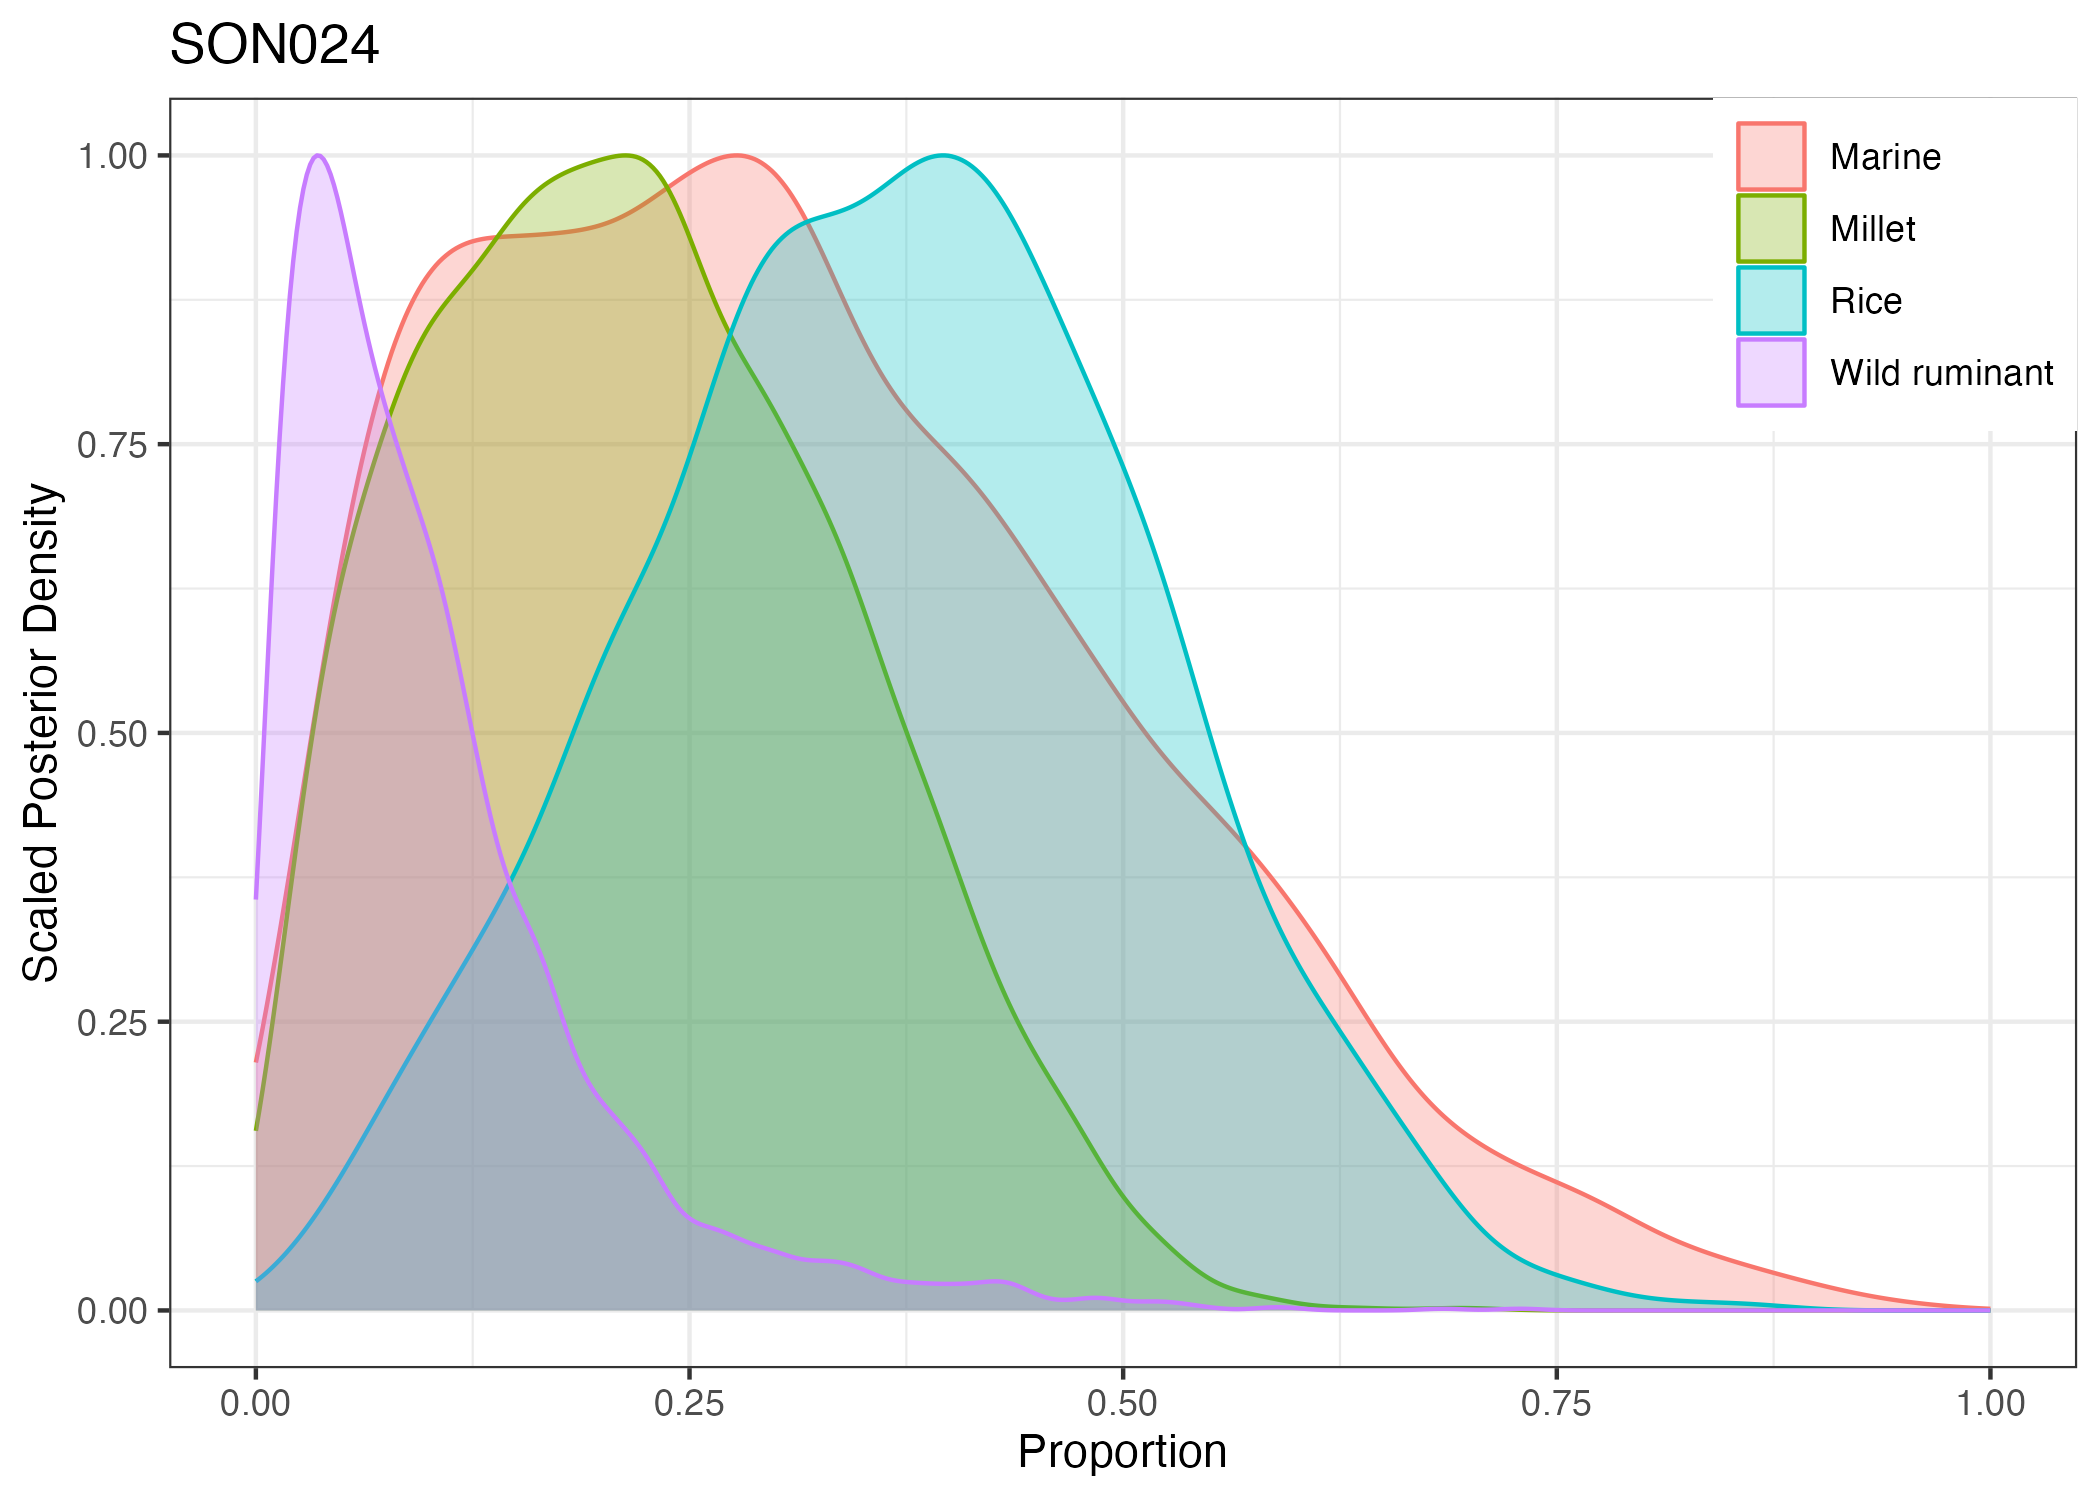 SON024
Marine
Millet
Rice
Wild ruminant
Scaled Posterior Density
1.00
0.75
0.50
0.25
0.00
0.00 0.25 0.50 0.75 1.00
Proportion